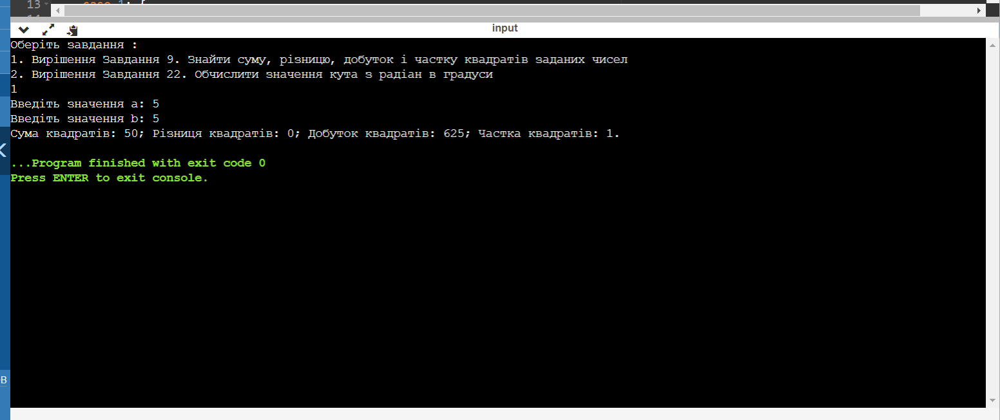 13
input
Оберіть завдання :
1. Вирішення Завдання 9. Знайти суму, різницю, добуток і частку квадратів заданих чисел
2. Вирішення Завдання 22. Обчислити значення кута з радіан в градуси
1
Введіть значення a: 5
Введіть значення b: 5
Сума квадратів: 50; Різниця квадратів: 0; Добуток квадратів: 625; Частка квадратів: 1.
...Program finished with exit code 0
Press ENTER to exit console.